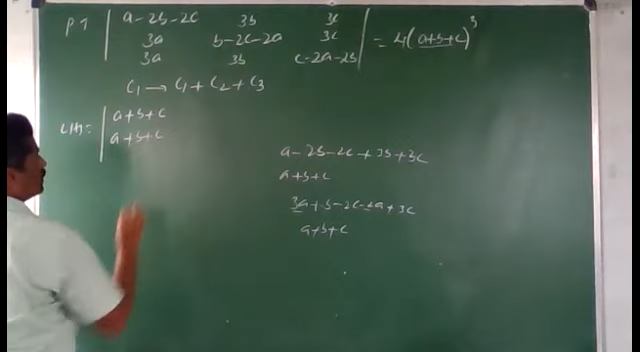 PT | a-2b-2c 3b 3c |
3a b-2c-2a 3c = 4(a+b+c)³
3a 3b c-2a-2b
C₁ → C₁ + C₂ + C₃
LHS = | a+b+c
a+b+c
a-2b-2c+3b+3c
a+b+c
3a+b-2c-2a+3c
a+b+c